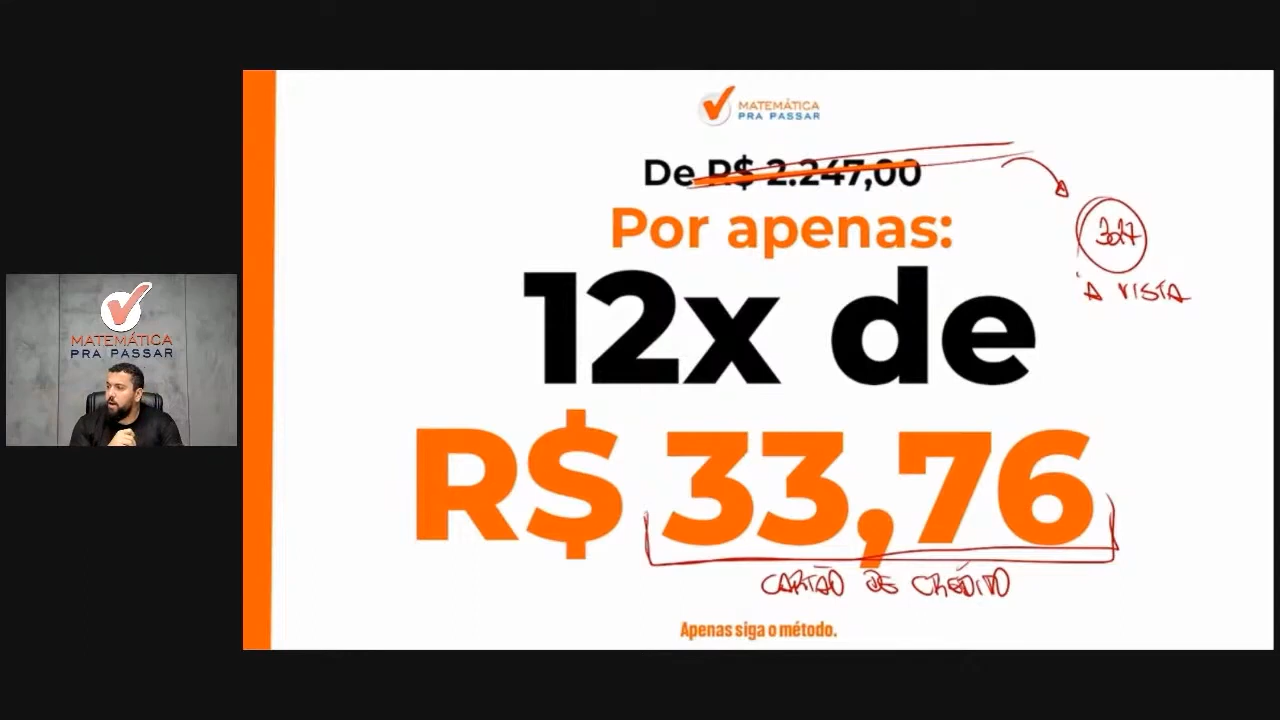 MATEMÁTICA
PRA PASSAR
De R$ 2.247,00
Por apenas:
12x de
R$ 33,76
À VISTA
CARTÃO DE CRÉDITO
Apenas siga o método.
MATEMÁTICA
PRA PASSAR